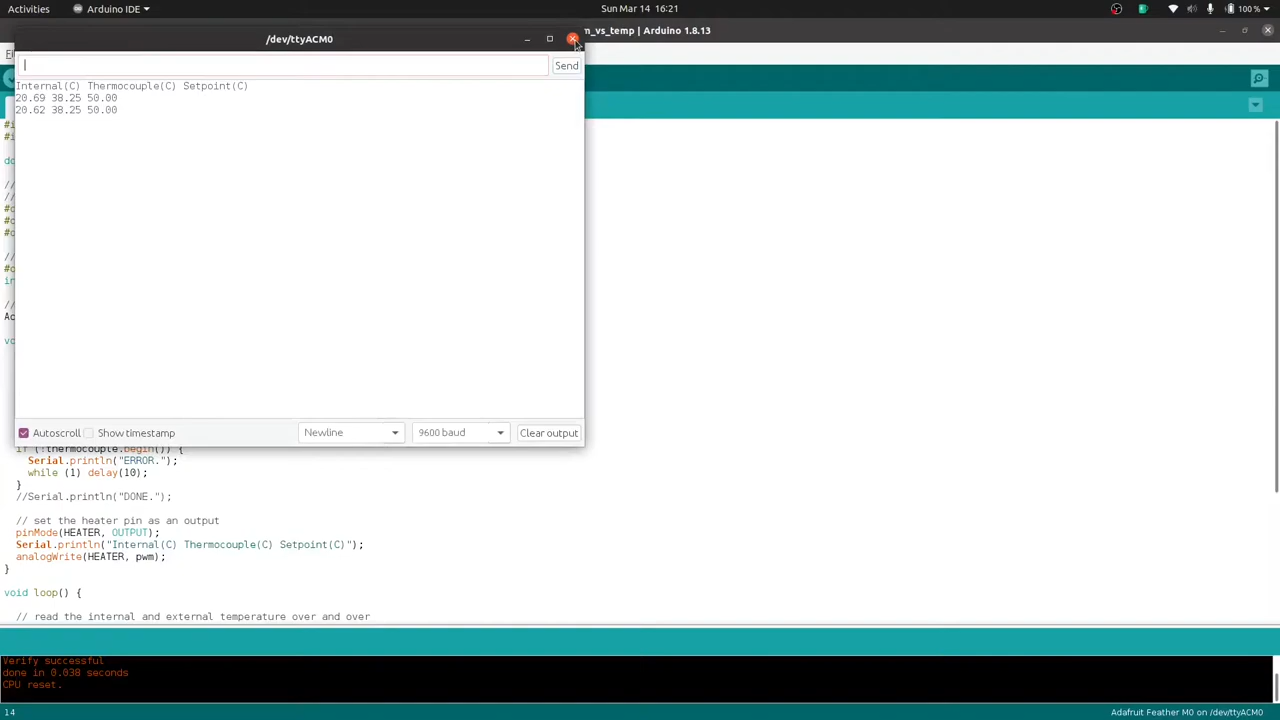 Activities
Arduino IDE
Sun Mar 14 16:21
100 %
/dev/ttyACM0
m_vs_temp | Arduino 1.8.13
Send
Internal(C) Thermocouple(C) Setpoint(C)
20.69 38.25 50.00
20.62 38.25 50.00
Autoscroll
Show timestamp
Newline
9600 baud
Clear output
if (!thermocouple.begin()) {
Serial.println("ERROR.");
while (1) delay(10);
}
//Serial.println("DONE.");
// set the heater pin as an output
pinMode(HEATER, OUTPUT);
Serial.println("Internal(C) Thermocouple(C) Setpoint(C)");
analogWrite(HEATER, pwm);
}
void loop() {
// read the internal and external temperature over and over
Verify successful
done in 0.038 seconds
CPU reset.
14
Adafruit Feather M0 on /dev/ttyACM0